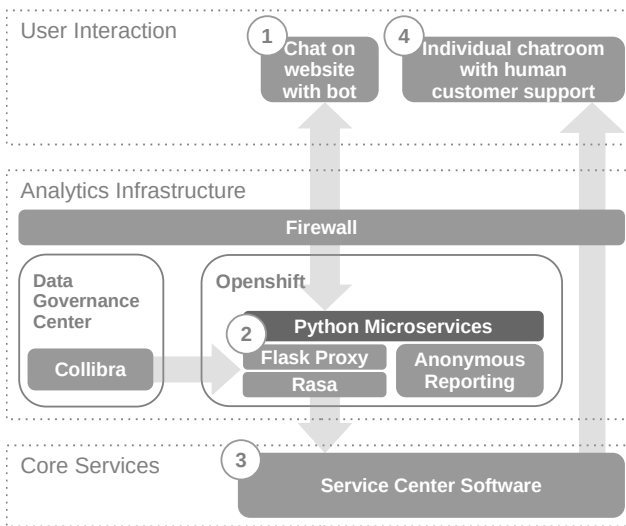 User Interaction
1
Chat on
website
with bot
4
Individual chatroom
with human
customer support
Analytics Infrastructure
Firewall
Data
Governance
Center
Collibra
Openshift
2
Python Microservices
Flask Proxy
Rasa
Anonymous
Reporting
Core Services
3
Service Center Software